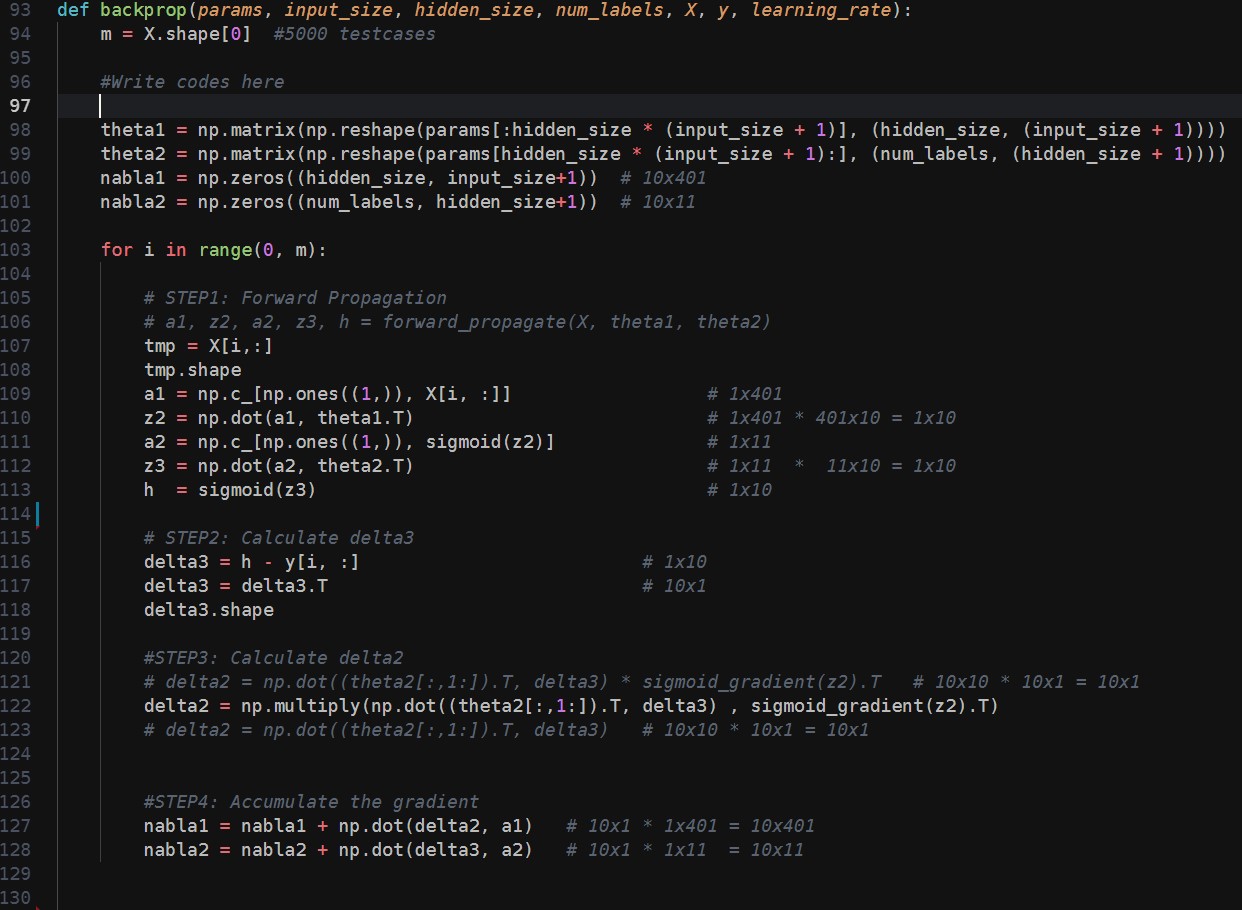 93 def backprop(params, input_size, hidden_size, num_labels, X, y, learning_rate):
94     m = X.shape[0]  #5000 testcases
95
96     #Write codes here
97
98     theta1 = np.matrix(np.reshape(params[:hidden_size * (input_size + 1)], (hidden_size, (input_size + 1))))
99     theta2 = np.matrix(np.reshape(params[hidden_size * (input_size + 1):], (num_labels, (hidden_size + 1))))
100     nabla1 = np.zeros((hidden_size, input_size+1))  # 10x401
101     nabla2 = np.zeros((num_labels, hidden_size+1))  # 10x11
102
103     for i in range(0, m):
104
105         # STEP1: Forward Propagation
106         # a1, z2, a2, z3, h = forward_propagate(X, theta1, theta2)
107         tmp = X[i,:]
108         tmp.shape
109         a1 = np.c_[np.ones((1,)), X[i, :]]                  # 1x401
110         z2 = np.dot(a1, theta1.T)                           # 1x401 * 401x10 = 1x10
111         a2 = np.c_[np.ones((1,)), sigmoid(z2)]              # 1x11
112         z3 = np.dot(a2, theta2.T)                           # 1x11  *  11x10 = 1x10
113         h  = sigmoid(z3)                                    # 1x10
114
115         # STEP2: Calculate delta3
116         delta3 = h - y[i, :]                          # 1x10
117         delta3 = delta3.T                             # 10x1
118         delta3.shape
119
120         #STEP3: Calculate delta2
121         # delta2 = np.dot((theta2[:,1:]).T, delta3) * sigmoid_gradient(z2).T   # 10x10 * 10x1 = 10x1
122         delta2 = np.multiply(np.dot((theta2[:,1:]).T, delta3) , sigmoid_gradient(z2).T)
123         # delta2 = np.dot((theta2[:,1:]).T, delta3)   # 10x10 * 10x1 = 10x1
124
125
126         #STEP4: Accumulate the gradient
127         nabla1 = nabla1 + np.dot(delta2, a1)   # 10x1 * 1x401 = 10x401
128         nabla2 = nabla2 + np.dot(delta3, a2)   # 10x1 * 1x11  = 10x11
129
130